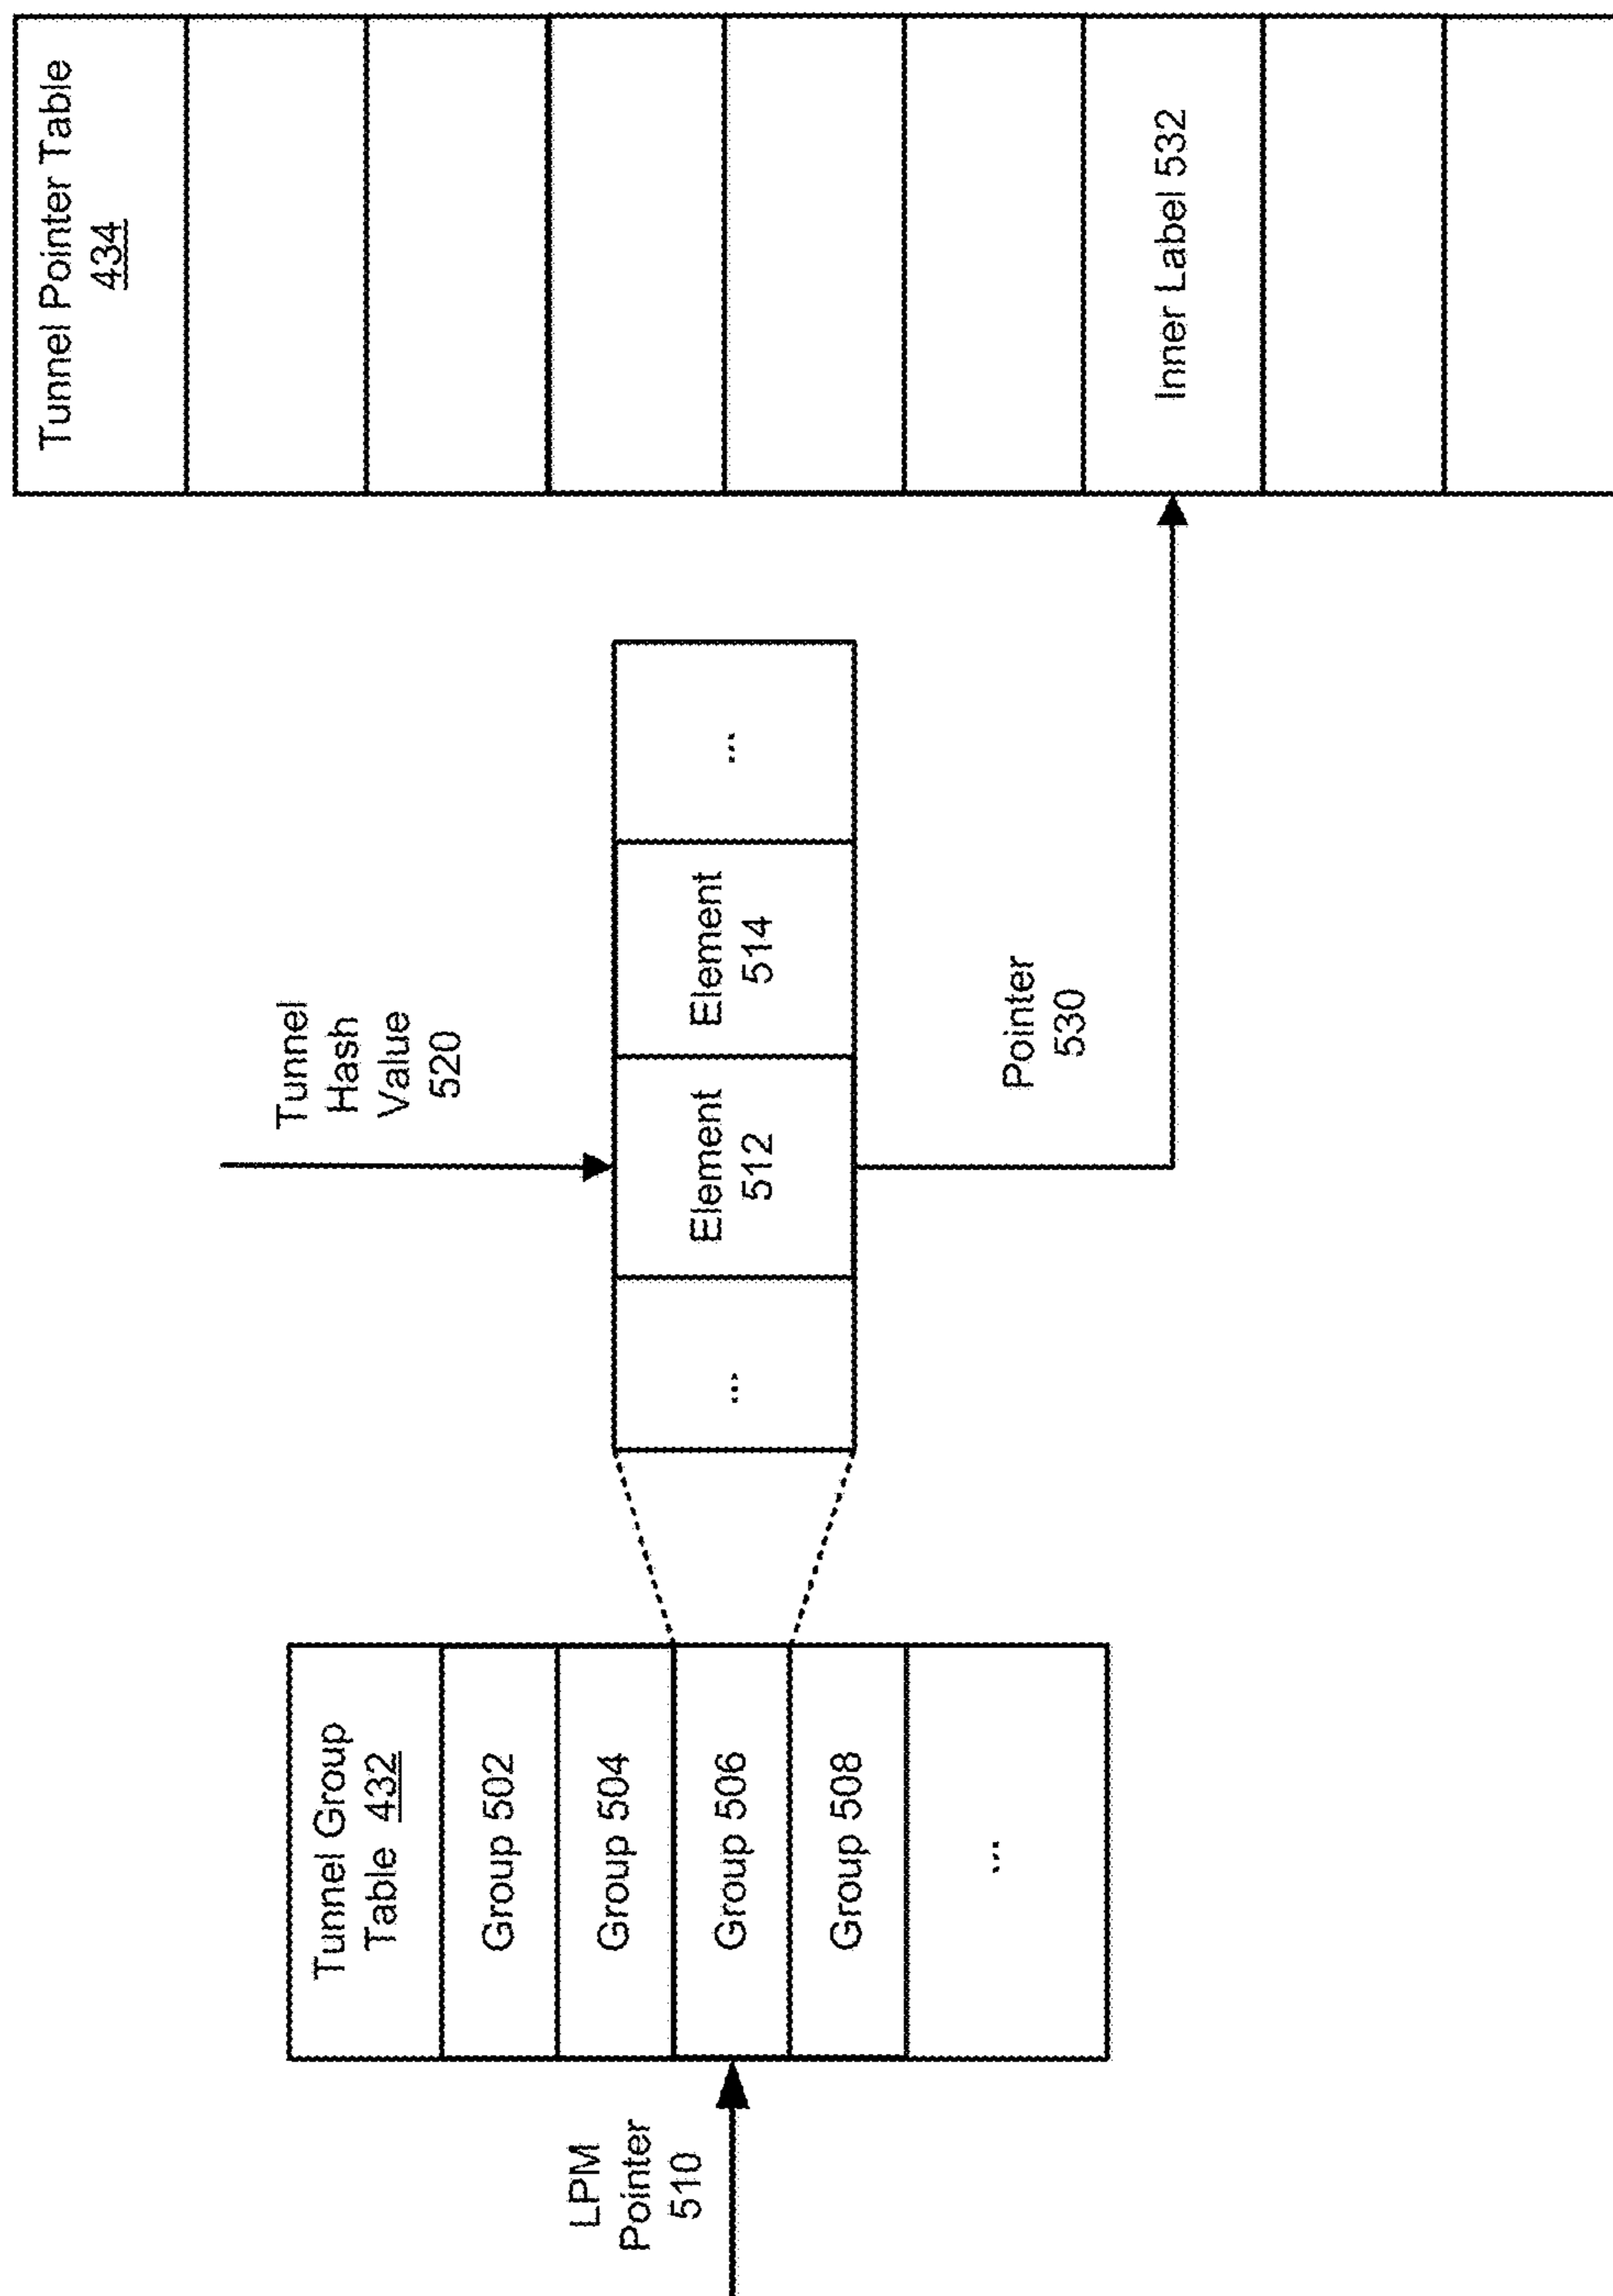 LPM
Pointer
510
Tunnel Group
Table 432
Group 502
Group 504
Group 506
Group 508
...
Tunnel
Hash
Value
520
...
Element
512
Element
514
...
Pointer
530
Tunnel Pointer Table
434
Inner Label 532